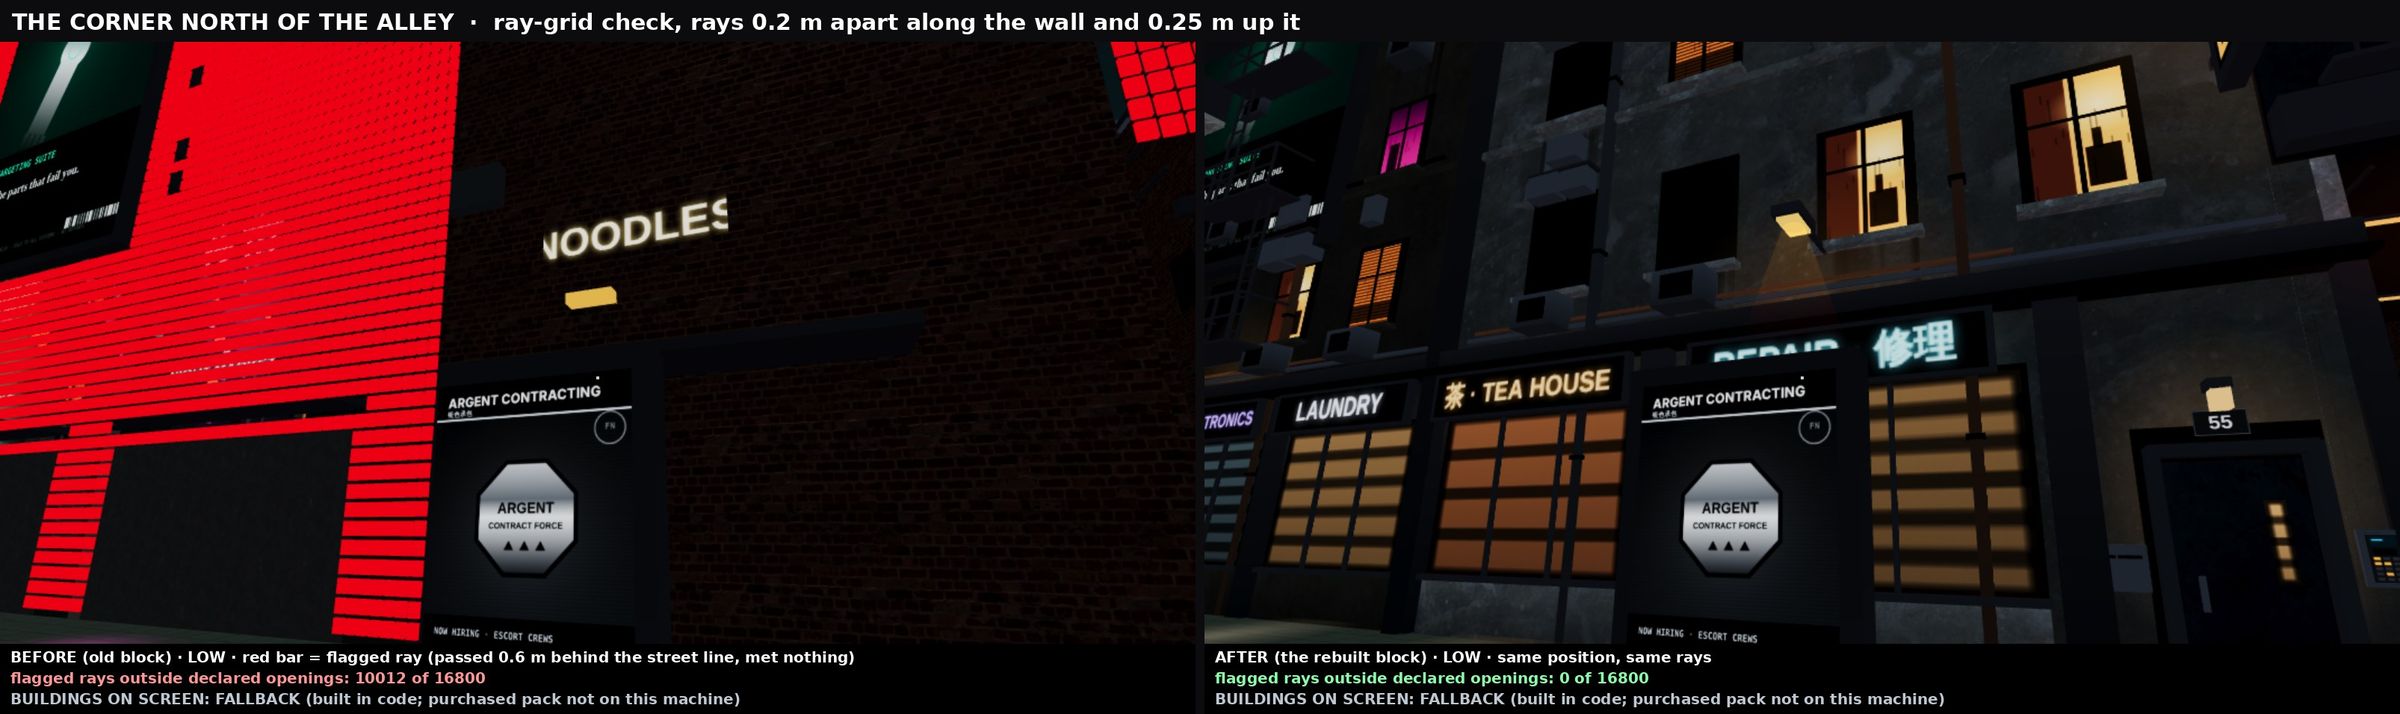 THE CORNER NORTH OF THE ALLEY · ray-grid check, rays 0.2 m apart along the wall and 0.25 m up it
ARGETING SUITE
he parts that fail you.
NOODLES
ARGENT CONTRACTING
FN
ARGENT
CONTRACT FORCE
NOW HIRING · ESCORT CREWS
BEFORE (old block) · LOW · red bar = flagged ray (passed 0.6 m behind the street line, met nothing)
flagged rays outside declared openings: 10012 of 16800
BUILDINGS ON SCREEN: FALLBACK (built in code; purchased pack not on this machine)
TRONICS
LAUNDRY
茶 · TEA HOUSE
REPAIR 修理
55
ARGENT CONTRACTING
FN
ARGENT
CONTRACT FORCE
NOW HIRING · ESCORT CREWS
AFTER (the rebuilt block) · LOW · same position, same rays
flagged rays outside declared openings: 0 of 16800
BUILDINGS ON SCREEN: FALLBACK (built in code; purchased pack not on this machine)